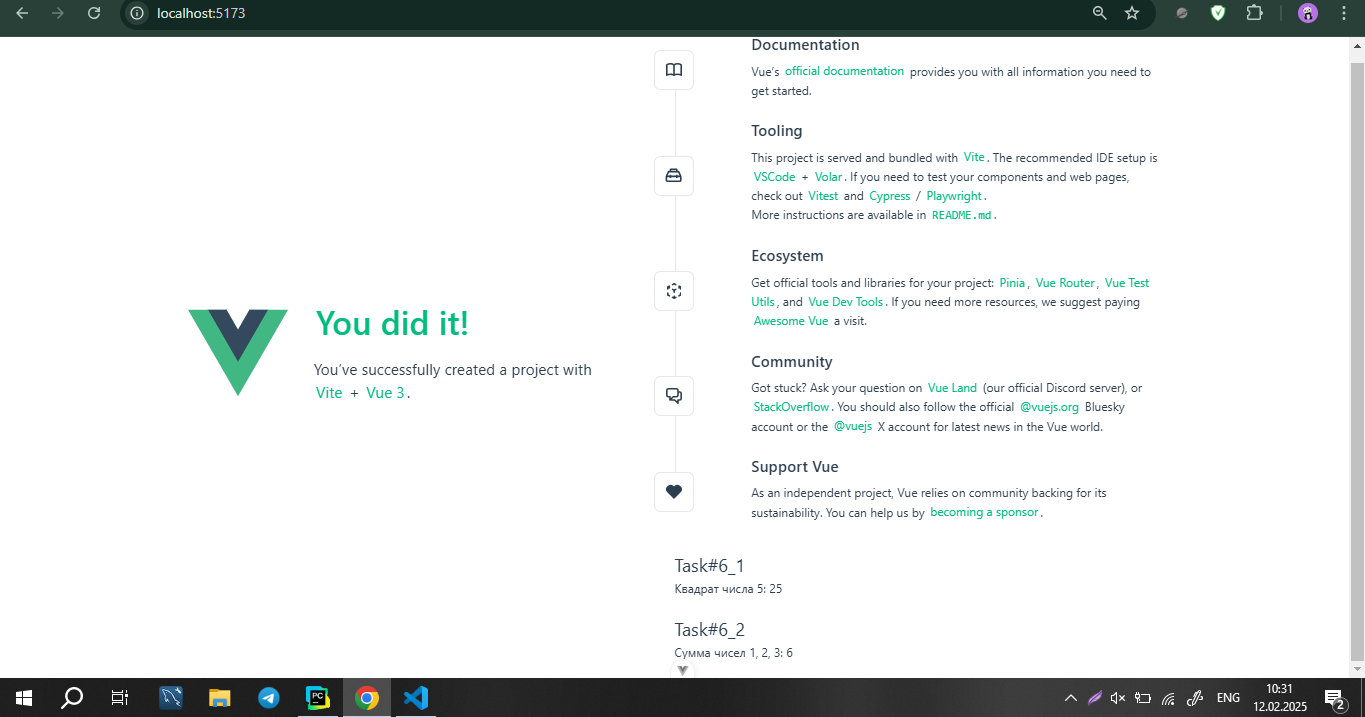 localhost:5173
Documentation
Vue's official documentation provides you with all information you need to
get started.
Tooling
This project is served and bundled with Vite. The recommended IDE setup is
VSCode + Volar. If you need to test your components and web pages,
check out Vitest and Cypress / Playwright.
More instructions are available in README.md.
Ecosystem
Get official tools and libraries for your project: Pinia, Vue Router, Vue Test
Utils, and Vue Dev Tools. If you need more resources, we suggest paying
Awesome Vue a visit.
You did it!
You've successfully created a project with
Vite + Vue 3.
Community
Got stuck? Ask your question on Vue Land (our official Discord server), or
StackOverflow. You should also follow the official @vuejs.org Bluesky
account or the @vuejs X account for latest news in the Vue world.
Support Vue
As an independent project, Vue relies on community backing for its
sustainability. You can help us by becoming a sponsor.
Task#6_1
Квадрат числа 5: 25
Task#6_2
Сумма чисел 1, 2, 3: 6
PC
ENG
10:31
12.02.2025
2